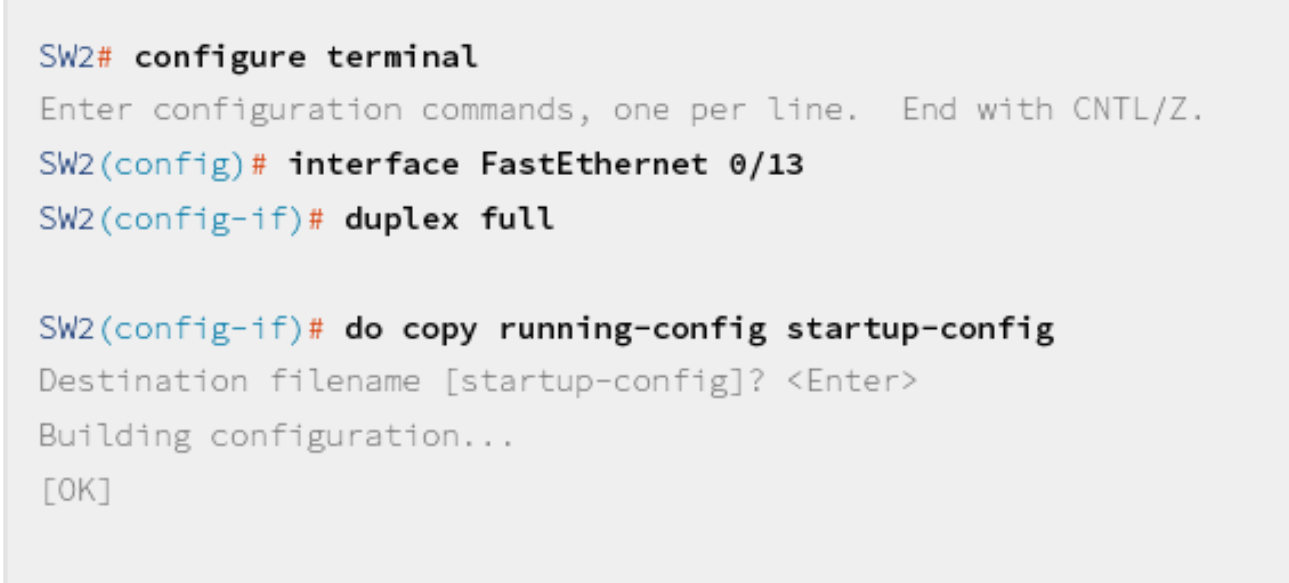 SW2# configure terminal
Enter configuration commands, one per line.  End with CNTL/Z.
SW2(config)# interface FastEthernet 0/13
SW2(config-if)# duplex full
SW2(config-if)# do copy running-config startup-config
Destination filename [startup-config]? <Enter>
Building configuration...
[OK]